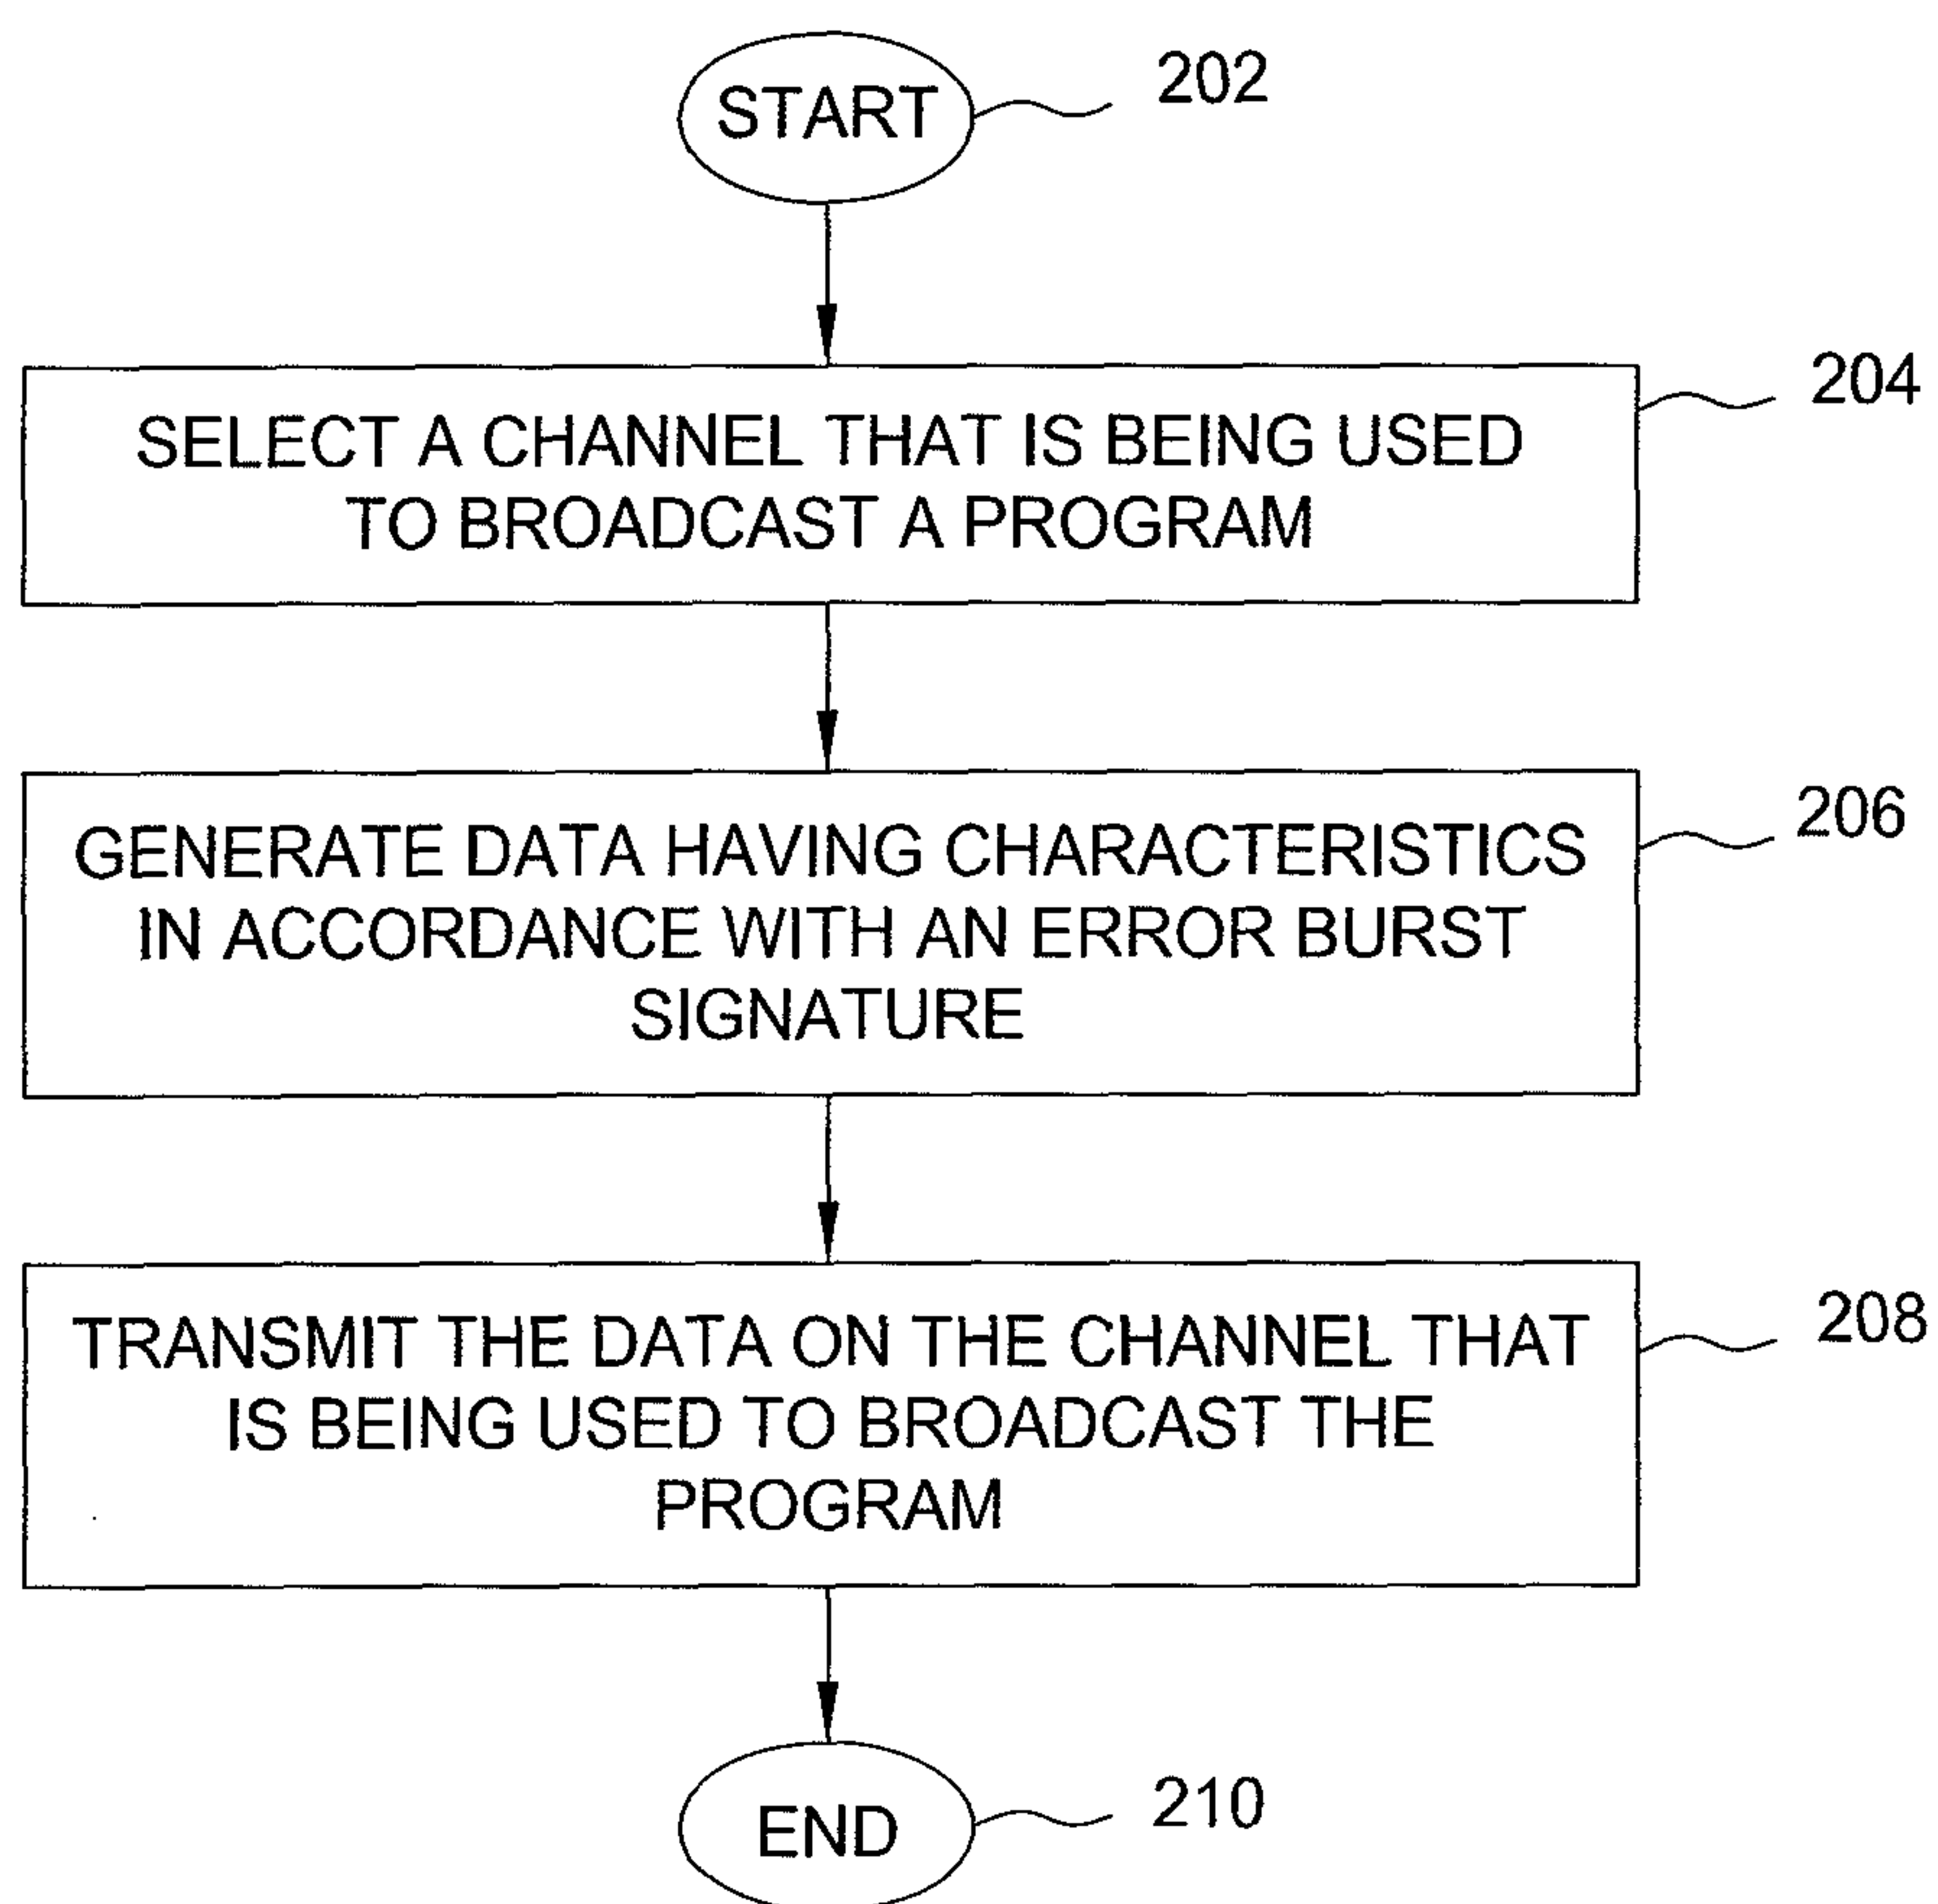 START
202
204
SELECT A CHANNEL THAT IS BEING USED
TO BROADCAST A PROGRAM
206
GENERATE DATA HAVING CHARACTERISTICS
IN ACCORDANCE WITH AN ERROR BURST
SIGNATURE
208
TRANSMIT THE DATA ON THE CHANNEL THAT
IS BEING USED TO BROADCAST THE
PROGRAM
END
210